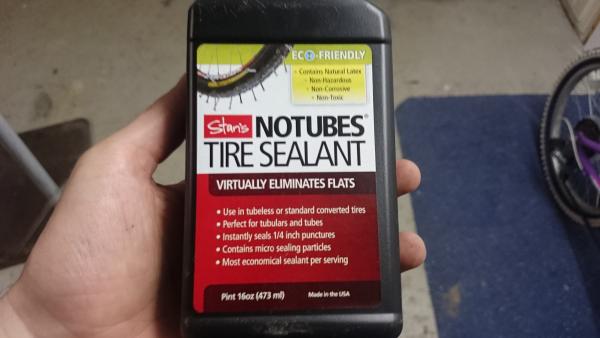 ECO-FRIENDLY
- Contains Natural Latex
- Non-Hazardous
- Non-Corrosive
- Non-Toxic
Stan's NOTUBES®
TIRE SEALANT
VIRTUALLY ELIMINATES FLATS
• Use in tubeless or standard converted tires
• Perfect for tubulars and tubes
• Instantly seals 1/4 inch punctures
• Contains micro sealing particles
• Most economical sealant per serving
Pint 16oz (473 ml) Made in the USA